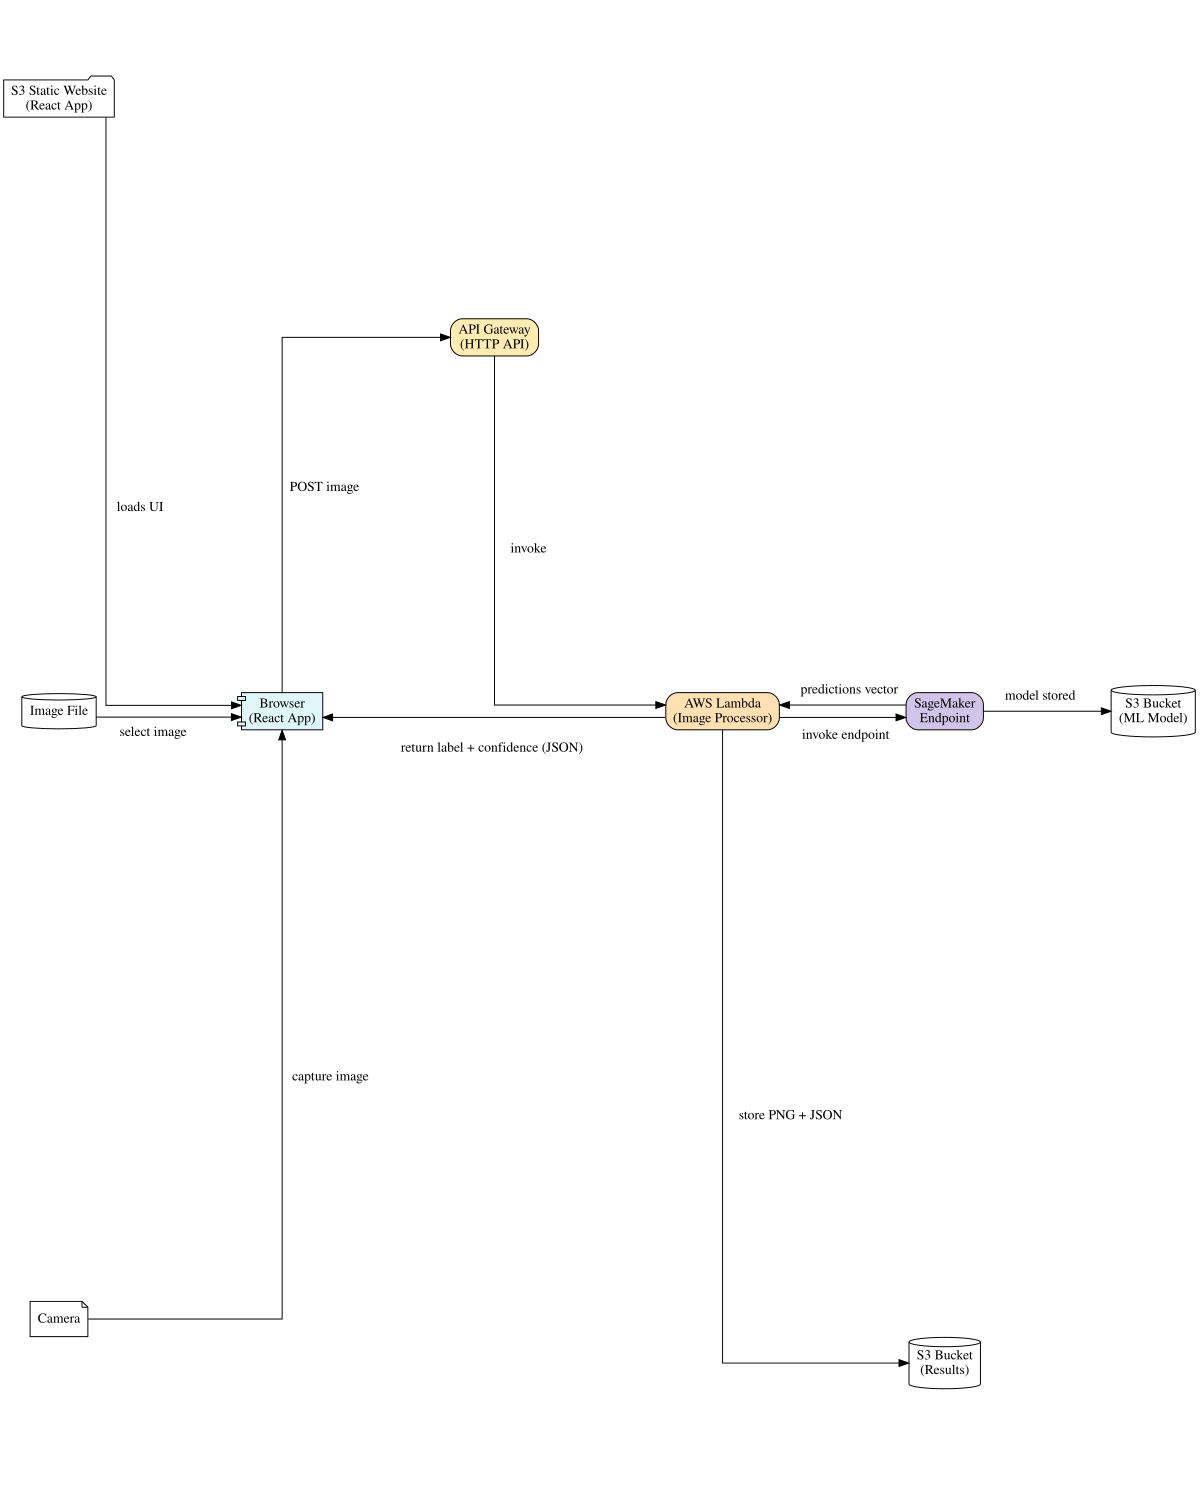 S3 Static Website
(React App)
API Gateway
(HTTP API)
POST image
loads UI
invoke
predictions vector
model stored
Image File
Browser
(React App)
AWS Lambda
(Image Processor)
SageMaker
Endpoint
S3 Bucket
(ML Model)
select image
return label + confidence (JSON)
invoke endpoint
capture image
store PNG + JSON
Camera
S3 Bucket
(Results)